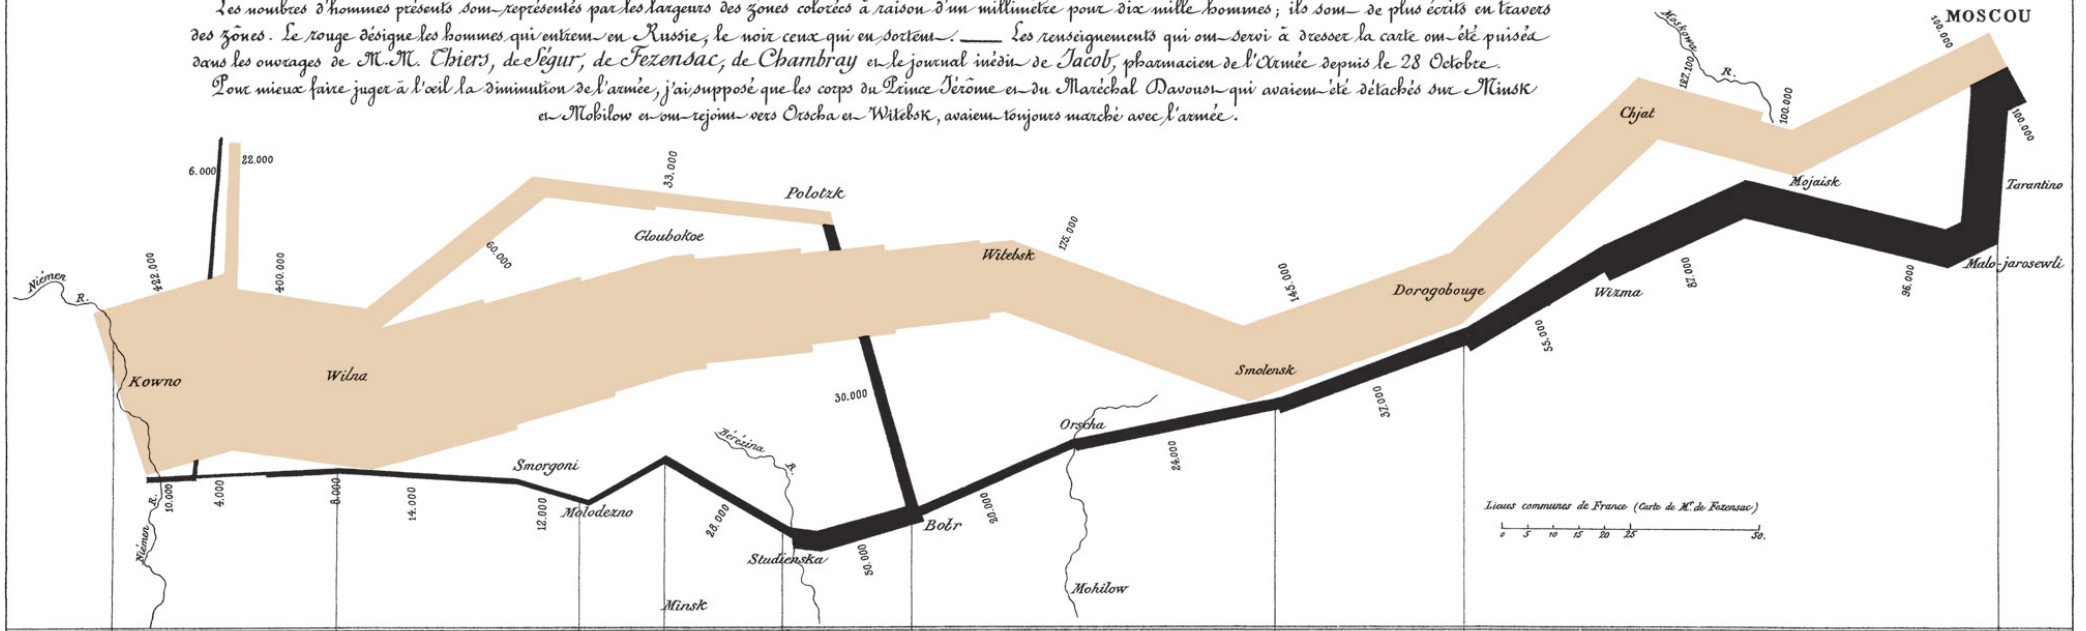 Les nombres d'hommes présents sont représentés par les largeurs des zones colorées à raison d'un millimètre pour dix mille hommes; ils sont de plus écrits en travers
des zônes. Le rouge désigne les hommes qui entrent en Russie, le noir ceux qui en sortent. — Les renseignements qui ont servi à dresser la carte ont été puisés
dans les ouvrages de M.M. Thiers, de Ségur, de Fezensac, de Chambray et le journal inédit de Jacob, pharmacien de l'Armée depuis le 28 Octobre.
Pour mieux faire juger à l'œil la diminution de l'armée, j'ai supposé que les corps du Prince Jérôme et du Maréchal Davoust qui avaient été détachés sur Minsk
et Mohilow et ont rejoint vers Orscha et Witebsk, avaient toujours marché avec l'armée.
MOSCOU
100.000
Moskowa
R.
127.100
100.000
Chjat
100.000
Mojaisk
Tarantino
Malo-jarosewli
6.000
22.000
33.000
Polotzk
Gloubokoe
60.000
175.000
Witebsk
Niémen
R.
422.000
400.000
145.000
Dorogobouge
Wizma
87.000
96.000
55.000
Kowno
Wilna
Smolensk
30.000
37.000
Orscha
Bérézina
R.
24.000
Smorgoni
10.000
4.000
8.000
14.000
12.000
Molodezno
28.000
Studienska
50.000
Bobr
20.000
Niémen
R.
Minsk
Mohilow
Lieues communes de France (Carte de M.r de Fezensac)
0 5 10 15 20 25 50.